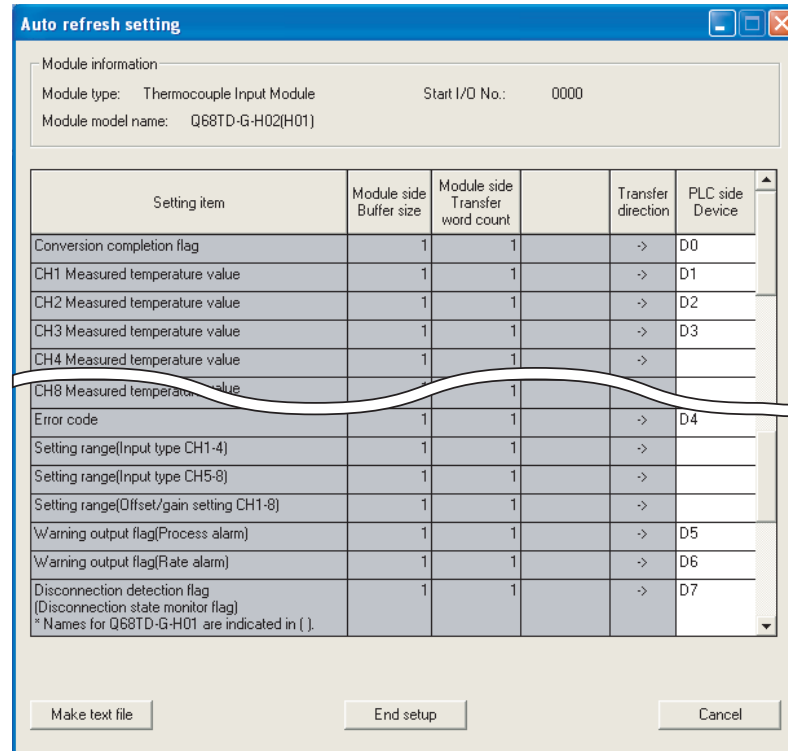 Auto refresh setting
Module information
Module type: Thermocouple Input Module Start I/O No.: 0000
Module model name: Q68TD-G-H02(H01)
Setting item Module side Buffer size Module side Transfer word count Transfer direction PLC side Device
Conversion completion flag 1 1 -> D0
CH1 Measured temperature value 1 1 -> D1
CH2 Measured temperature value 1 1 -> D2
CH3 Measured temperature value 1 1 -> D3
CH4 Measured temperature value 1 1 ->
CH8 Measured temperature value 1 1
Error code 1 1 -> D4
Setting range(Input type CH1-4) 1 1 ->
Setting range(Input type CH5-8) 1 1 ->
Setting range(Offset/gain setting CH1-8) 1 1 ->
Warning output flag(Process alarm) 1 1 -> D5
Warning output flag(Rate alarm) 1 1 -> D6
Disconnection detection flag 1 1 -> D7
(Disconnection state monitor flag)
* Names for Q68TD-G-H01 are indicated in ( ).
Make text file End setup Cancel